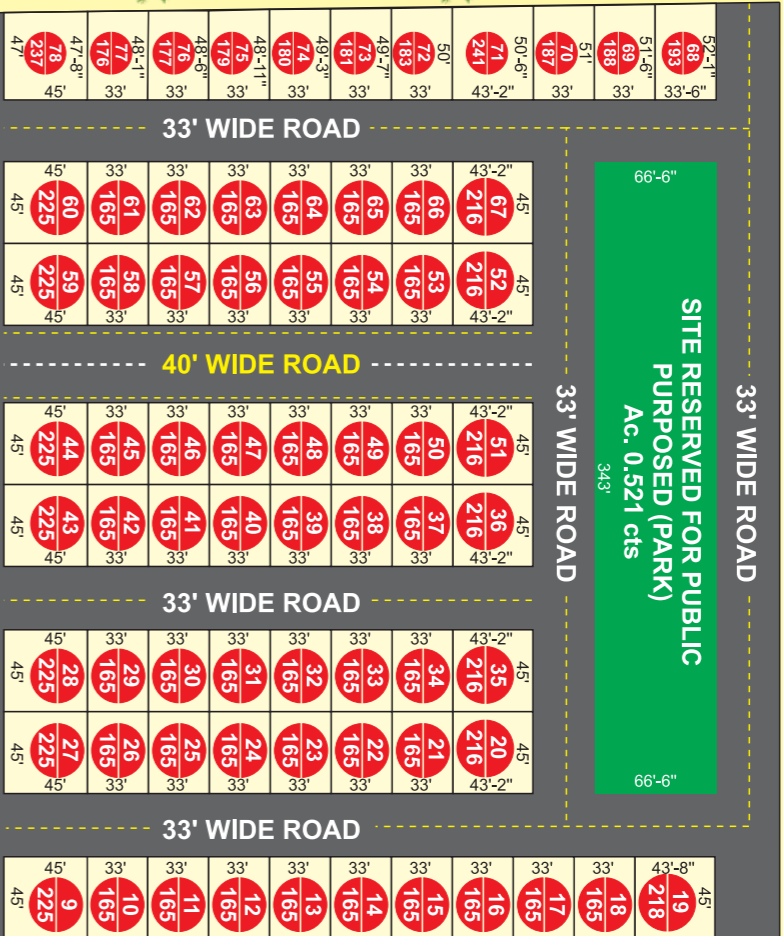 47' 78 47'-8" 77 48'-1" 76 48'-6" 75 48'-11" 74 49'-3" 73 49'-7" 72 50' 71 50'-6" 70 51' 69 51'-6" 68 52'-1"
237 176 177 179 180 181 183 241 187 188 193
45' 33' 33' 33' 33' 33' 33' 43'-2" 33' 33' 33'-6"
33' WIDE ROAD
45' 33' 33' 33' 33' 33' 33' 43'-2"
45' 60 61 62 63 64 65 66 67 45'
225 165 165 165 165 165 165 216
45' 59 58 57 56 55 54 53 52 45'
225 165 165 165 165 165 165 216
45' 33' 33' 33' 33' 33' 33' 43'-2"
40' WIDE ROAD
45' 33' 33' 33' 33' 33' 33' 43'-2"
45' 44 45 46 47 48 49 50 51 45'
225 165 165 165 165 165 165 216
45' 43 42 41 40 39 38 37 36 45'
225 165 165 165 165 165 165 216
45' 33' 33' 33' 33' 33' 33' 43'-2"
33' WIDE ROAD
45' 33' 33' 33' 33' 33' 33' 43'-2"
45' 28 29 30 31 32 33 34 35 45'
225 165 165 165 165 165 165 216
45' 27 26 25 24 23 22 21 20 45'
225 165 165 165 165 165 165 216
45' 33' 33' 33' 33' 33' 33' 43'-2"
33' WIDE ROAD
45' 33' 33' 33' 33' 33' 33' 33' 33' 33' 43'-8"
45' 9 10 11 12 13 14 15 16 17 18 19 45'
225 165 165 165 165 165 165 165 165 165 218
33' WIDE ROAD
66'-6"
SITE RESERVED FOR PUBLIC
PURPOSED (PARK)
Ac. 0.521 cts
343'
66'-6"
33' WIDE ROAD